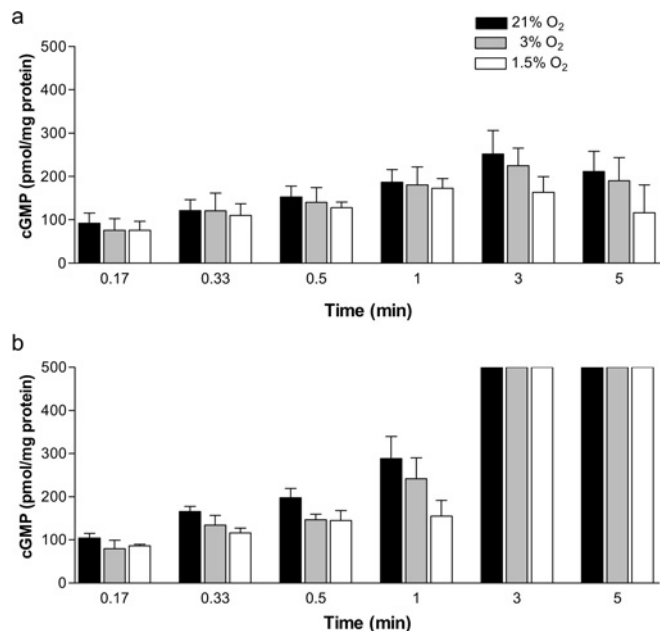 a
21% O₂
3% O₂
1.5% O₂
500
400
300
200
100
0
cGMP (pmol/mg protein)
0.17 0.33 0.5 1 3 5
Time (min)
b
500
400
300
200
100
0
cGMP (pmol/mg protein)
0.17 0.33 0.5 1 3 5
Time (min)